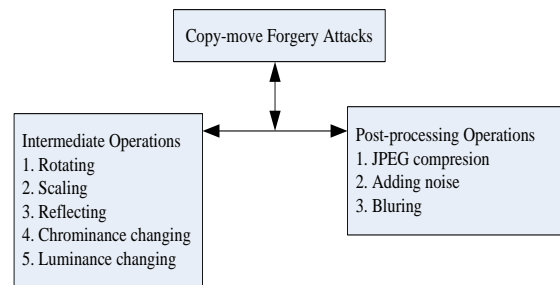 Copy-move Forgery Attacks
Intermediate Operations
1. Rotating
2. Scaling
3. Reflecting
4. Chrominance changing
5. Luminance changing
Post-processing Operations
1. JPEG compresion
2. Adding noise
3. Bluring